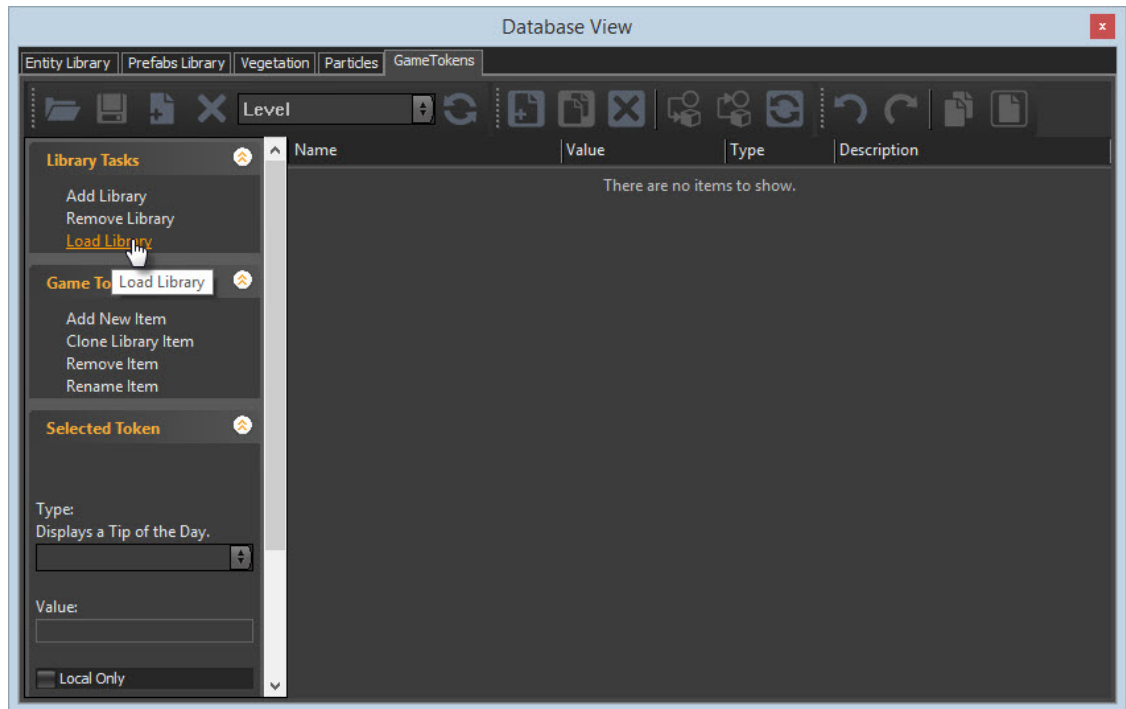 Database View
x
Entity Library Prefabs Library Vegetation Particles GameTokens
Level
Library Tasks
Add Library
Remove Library
Load Library
Load Library
Game To
Add New Item
Clone Library Item
Remove Item
Rename Item
Selected Token
Type:
Displays a Tip of the Day.
Value:
Local Only
Name Value Type Description
There are no items to show.